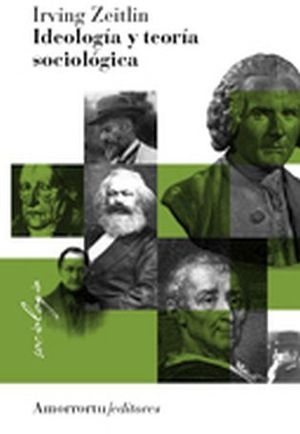 Irving Zeitlin
Ideología y teoría
sociológica
sociología
Amorrortu/editores